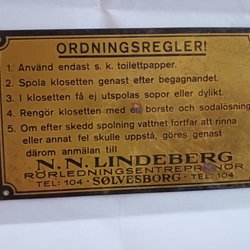 ORDNINGSREGLER!
1. Använd endast s. k. toilettpapper.
2. Spola klosetten genast efter begagnandet.
3. I klosetten få ej utspolas sopor eller dylikt.
4. Rengör klosetten med en borste och sodalösning
5. Om efter skedd spolning vattnet fortfar att rinna
eller annat fel skulle uppstå, göres genast
därom anmälan till
N. N. LINDEBERG
RÖRLEDNINGSENTREPRENÖR
TEL: 104 · SØLVESBORG · TEL: 104